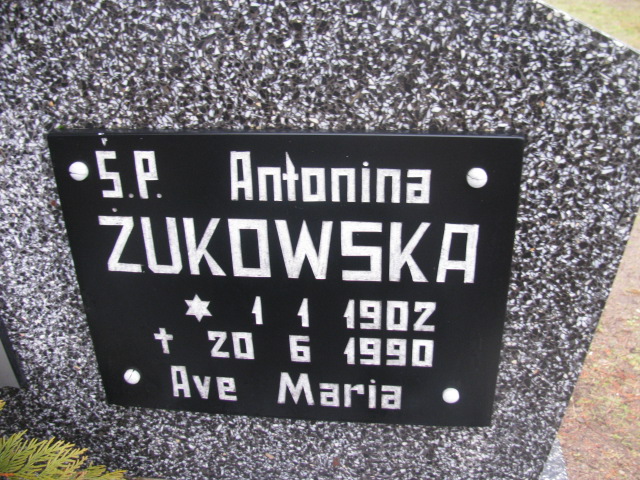 Ś.P. Antonina
ŻUKOWSKA
✶ 1 1 1902
✝ 20 6 1990
Ave Maria